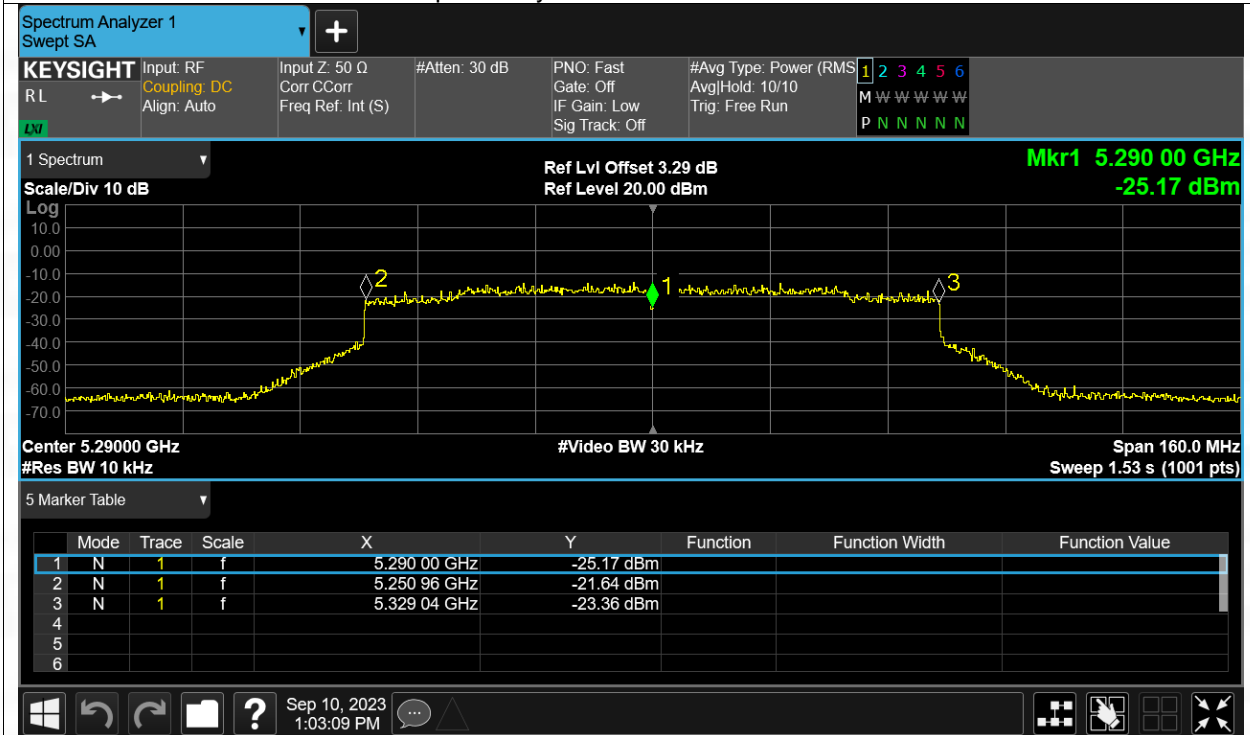 Spectrum Analyzer 1
Swept SA
+
KEYSIGHT Input: RF Input Z: 50 Ω #Atten: 30 dB PNO: Fast #Avg Type: Power (RMS 1 2 3 4 5 6
RL Coupling: DC Corr CCorr Gate: Off Avg|Hold: 10/10 M W W W W W
Align: Auto Freq Ref: Int (S) IF Gain: Low Trig: Free Run
LXI Sig Track: Off P N N N N N
1 Spectrum Ref Lvl Offset 3.29 dB Mkr1 5.290 00 GHz
Scale/Div 10 dB Ref Level 20.00 dBm -25.17 dBm
Log
10.0
0.00
-10.0
2 1 3
-20.0
-30.0
-40.0
-50.0
-60.0
-70.0
Center 5.29000 GHz #Video BW 30 kHz Span 160.0 MHz
#Res BW 10 kHz Sweep 1.53 s (1001 pts)
5 Marker Table
Mode Trace Scale X Y Function Function Width Function Value
1 N 1 f 5.290 00 GHz -25.17 dBm
2 N 1 f 5.250 96 GHz -21.64 dBm
3 N 1 f 5.329 04 GHz -23.36 dBm
4
5
6
? Sep 10, 2023
1:03:09 PM